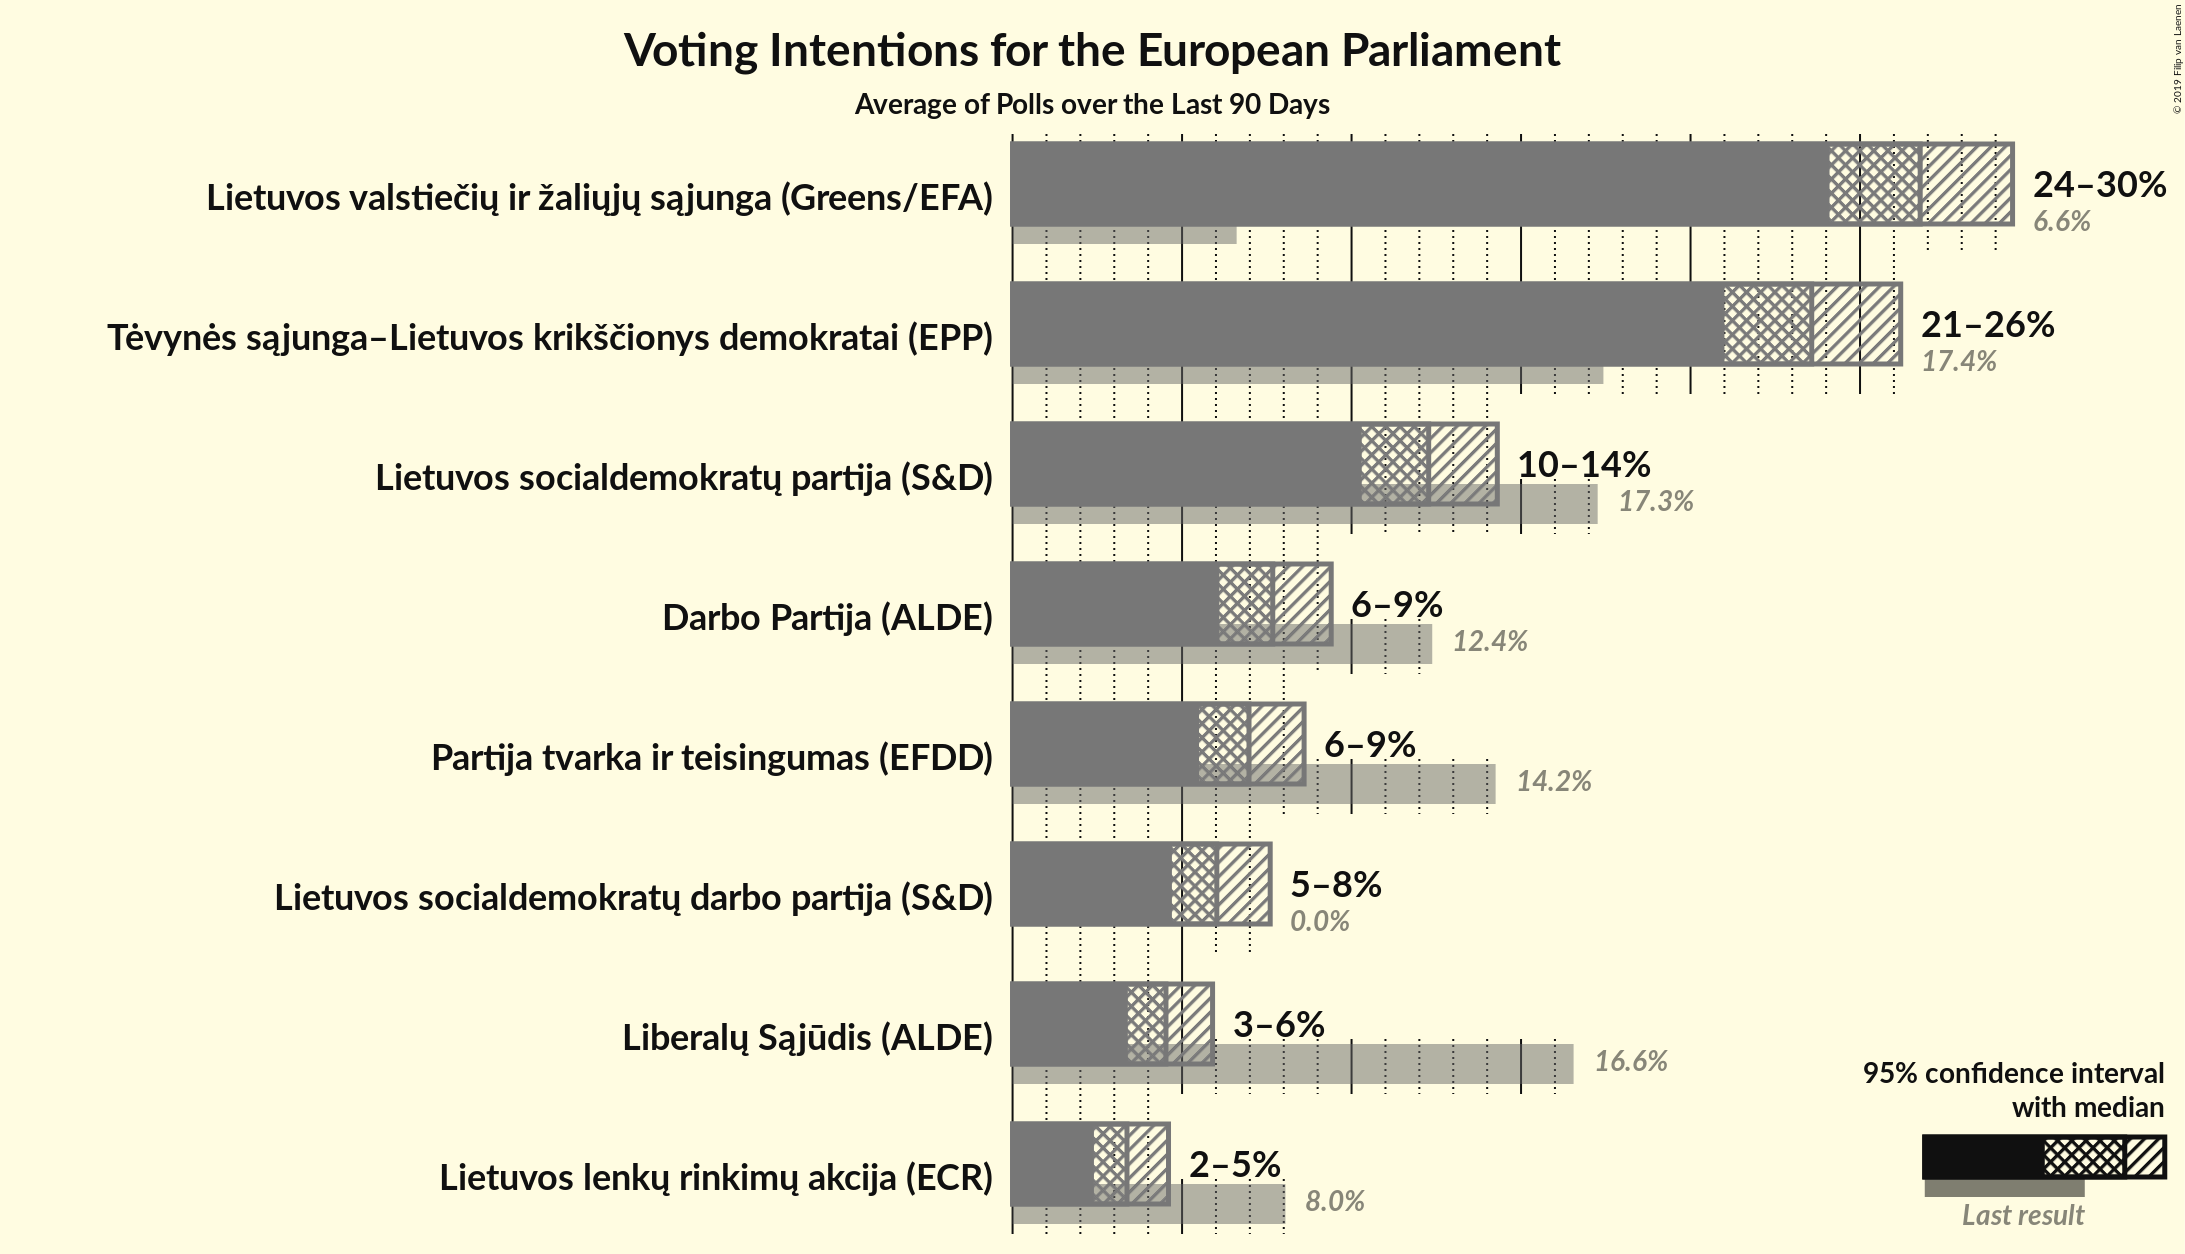 Voting Intentions for the European Parliament
Average of Polls over the Last 90 Days
© 2019 Filip van Laenen
Lietuvos valstiečių ir žaliųjų sąjunga (Greens/EFA)
24–30%
6.6%
Tėvynės sąjunga–Lietuvos krikščionys demokratai (EPP)
21–26%
17.4%
Lietuvos socialdemokratų partija (S&D)
10–14%
17.3%
Darbo Partija (ALDE)
6–9%
12.4%
Partija tvarka ir teisingumas (EFDD)
6–9%
14.2%
Lietuvos socialdemokratų darbo partija (S&D)
5–8%
0.0%
Liberalų Sąjūdis (ALDE)
3–6%
16.6%
Lietuvos lenkų rinkimų akcija (ECR)
2–5%
8.0%
95% confidence interval
with median
Last result